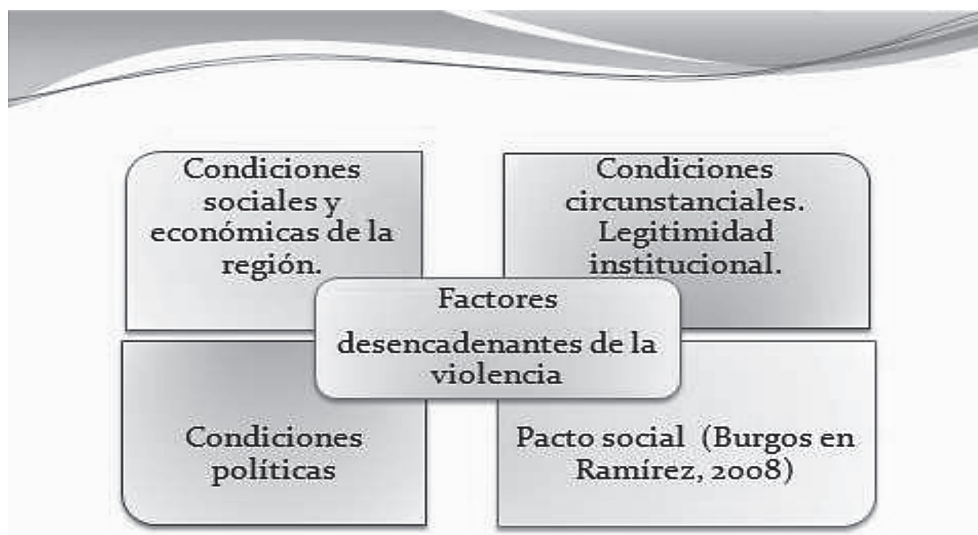 Condiciones
sociales y
económicas de la
región.
Condiciones
circunstanciales.
Legitimidad
institucional.
Factores
desencadenantes de la
violencia
Condiciones
políticas
Pacto social (Burgos en
Ramírez, 2008)